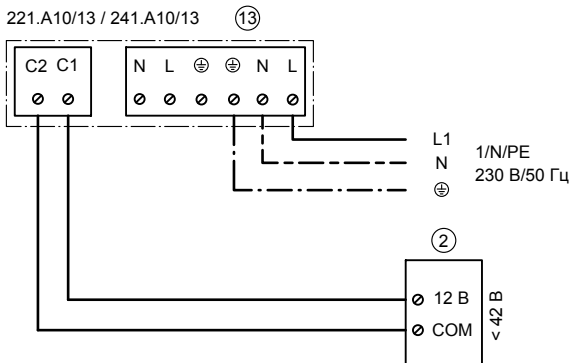 221.A10/13 / 241.A10/13 13
C2 C1 N L ⏚ ⏚ N L
L1
N
⏚
1/N/PE
230 В/50 Гц
2
12 В
COM
< 42 В